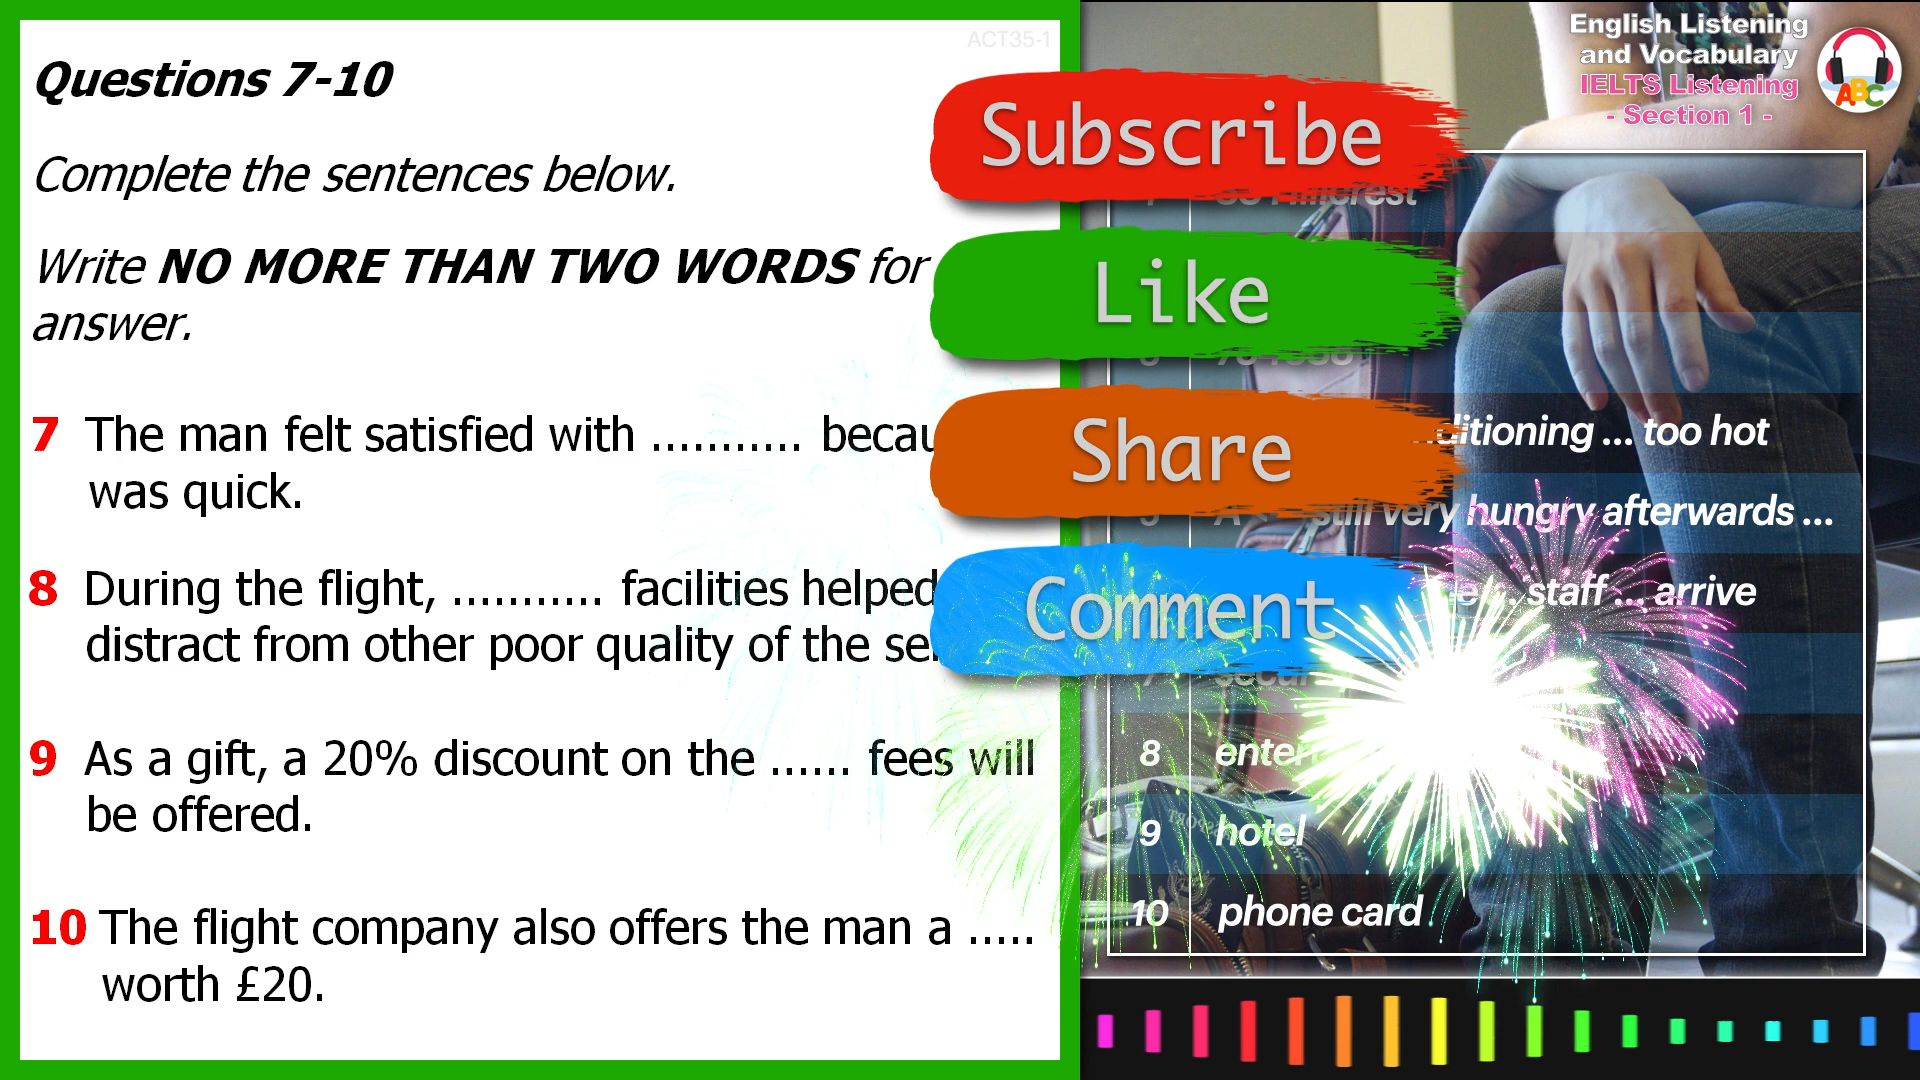 ACT35-1
Questions 7-10
Complete the sentences below.
Write NO MORE THAN TWO WORDS for
answer.
7 The man felt satisfied with ........... 
was quick.
8 During the flight, ........... facilities helped
distract from other poor quality of the
9 As a gift, a 20% discount on the ...... fees will
be offered.
10 The flight company also offers the man a .....
worth £20.
Subscribe
Like
Share
Comment
English Listening
and Vocabulary
IELTS Listening
- Section 1 -
ABC
... too hot
still very hungry afterwards ...
staff ... arrive
8
9 hotel
10 phone card